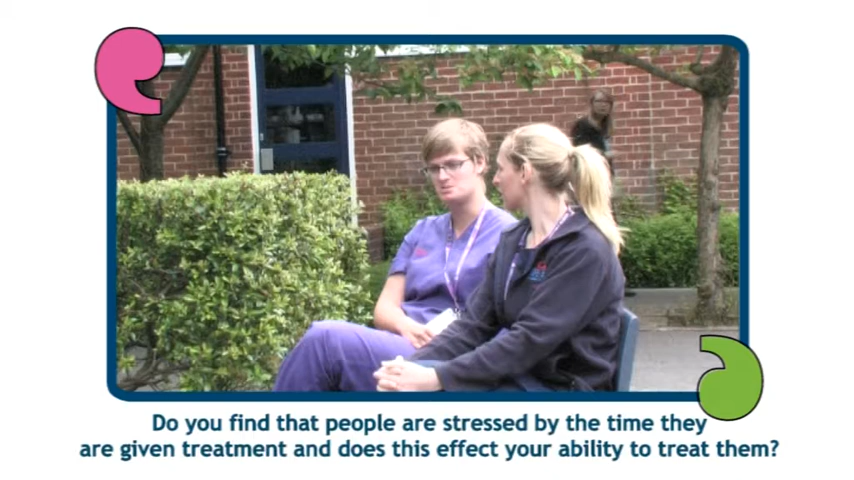 Do you find that people are stressed by the time they
are given treatment and does this effect your ability to treat them?